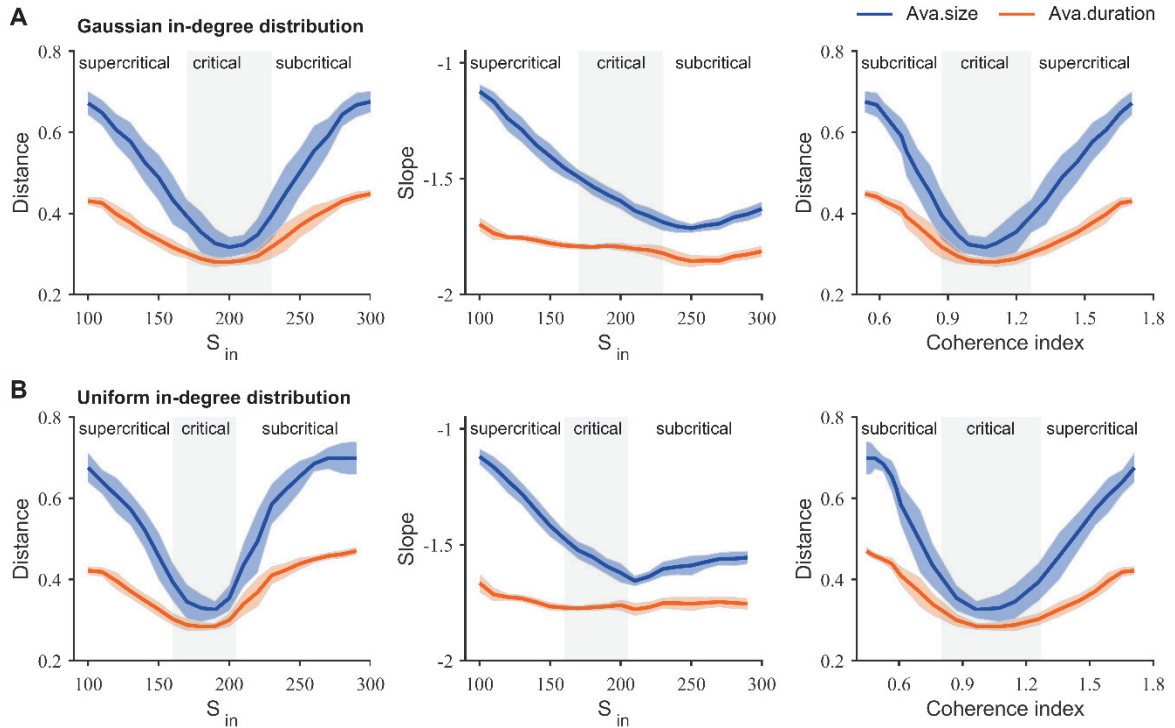 A
Gaussian in-degree distribution
Ava.size Ava.duration
0.8
0.6
0.4
0.2
Distance
supercritical critical subcritical
100 150 200 250 300
S in
-1
-1.5
-2
Slope
supercritical critical subcritical
100 150 200 250 300
S in
0.8
0.6
0.4
0.2
Distance
subcritical critical supercritical
0.6 0.9 1.2 1.5 1.8
Coherence index
B
Uniform in-degree distribution
0.8
0.6
0.4
0.2
Distance
supercritical critical subcritical
100 150 200 250 300
S in
-1
-1.5
-2
Slope
supercritical critical subcritical
100 150 200 250 300
S in
0.8
0.6
0.4
0.2
Distance
subcritical critical supercritical
0.6 0.9 1.2 1.5 1.8
Coherence index